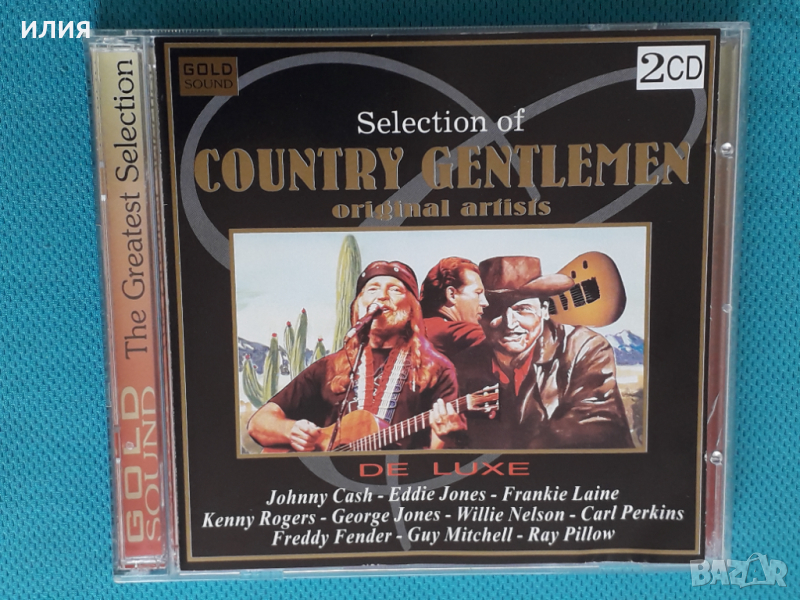 илия
GOLD
SOUND
2CD
Selection of
COUNTRY GENTLEMEN
original artists
DE LUXE
Johnny Cash - Eddie Jones - Frankie Laine
Kenny Rogers - George Jones - Willie Nelson - Carl Perkins
Freddy Fender - Guy Mitchell - Ray Pillow
GOLD
SOUND
The Greatest Selection
BAZAR